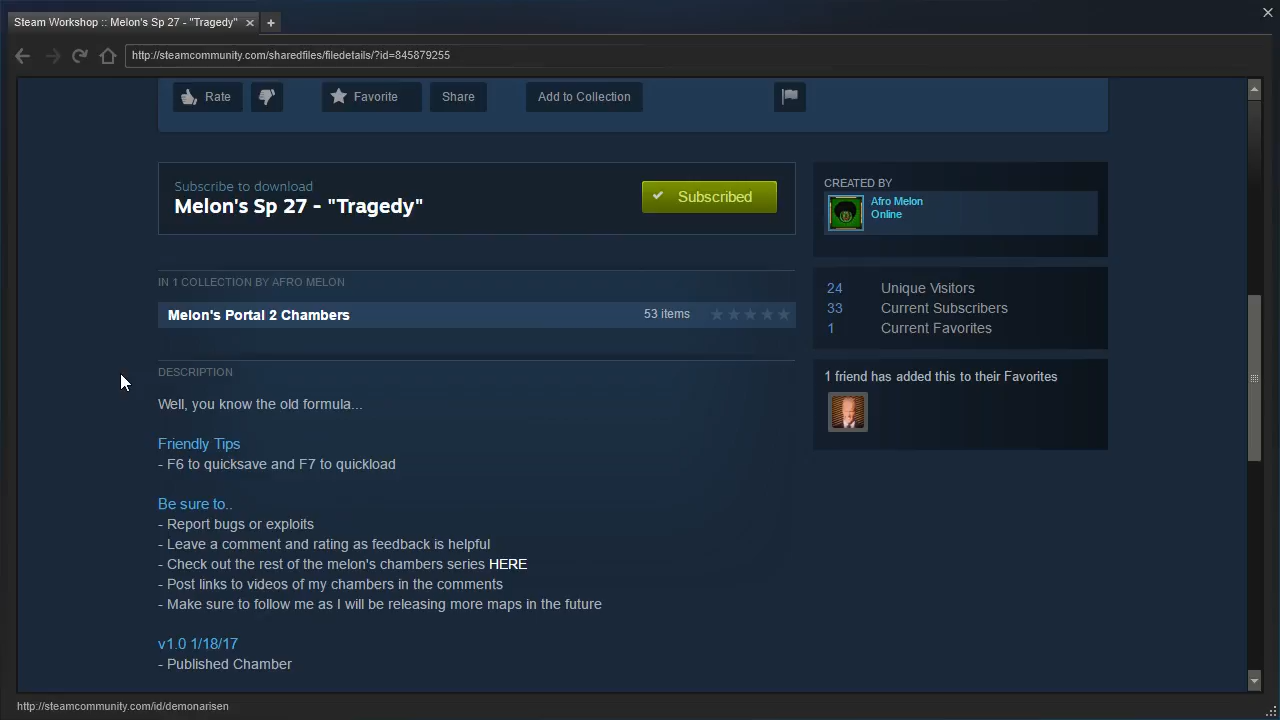 Steam Workshop :: Melon's Sp 27 - "Tragedy"
http://steamcommunity.com/sharedfiles/filedetails/?id=845879255
Rate
Favorite
Share
Add to Collection
Subscribe to download
Melon's Sp 27 - "Tragedy"
Subscribed
CREATED BY
Afro Melon
Online
IN 1 COLLECTION BY AFRO MELON
Melon's Portal 2 Chambers
53 items
24 Unique Visitors
33 Current Subscribers
1 Current Favorites
1 friend has added this to their Favorites
DESCRIPTION
Well, you know the old formula...
Friendly Tips
- F6 to quicksave and F7 to quickload
Be sure to..
- Report bugs or exploits
- Leave a comment and rating as feedback is helpful
- Check out the rest of the melon's chambers series HERE
- Post links to videos of my chambers in the comments
- Make sure to follow me as I will be releasing more maps in the future
v1.0 1/18/17
- Published Chamber
http://steamcommunity.com/id/demonarisen